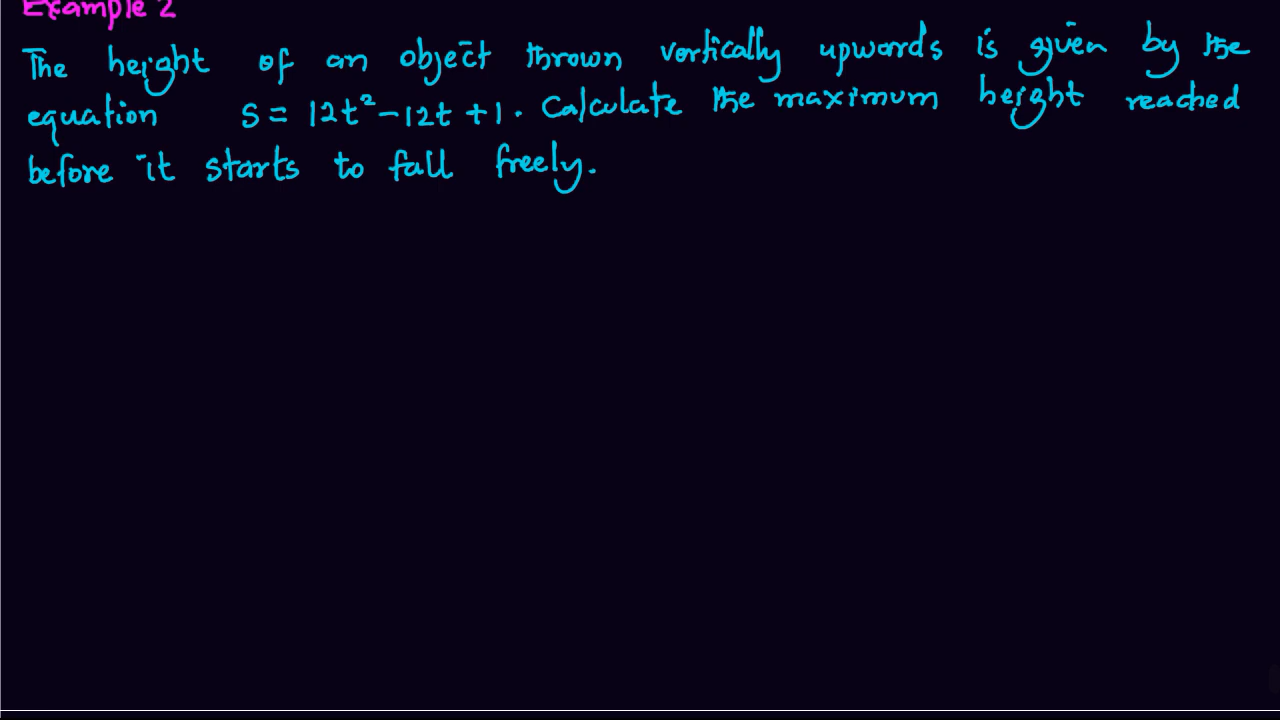 Example 2
The height of an object thrown vertically upwards is given by the
equation s = 12t² - 12t + 1. Calculate the maximum height reached
before it starts to fall freely.